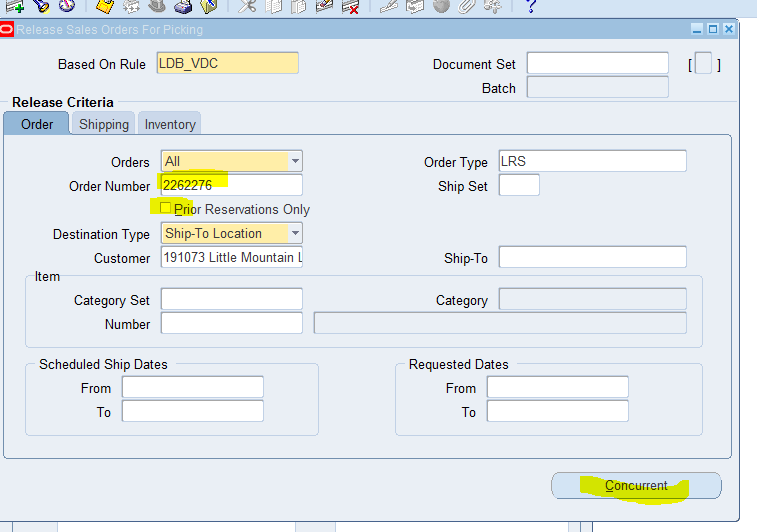 Release Sales Orders For Picking
Based On Rule LDB_VDC Document Set [ ]
Batch
Release Criteria
Order Shipping Inventory
Orders All Order Type LRS
Order Number 2262276 Ship Set
Prior Reservations Only
Destination Type Ship-To Location
Customer 191073 Little Mountain L Ship-To
Item
Category Set Category
Number
Scheduled Ship Dates Requested Dates
From From
To To
Concurrent